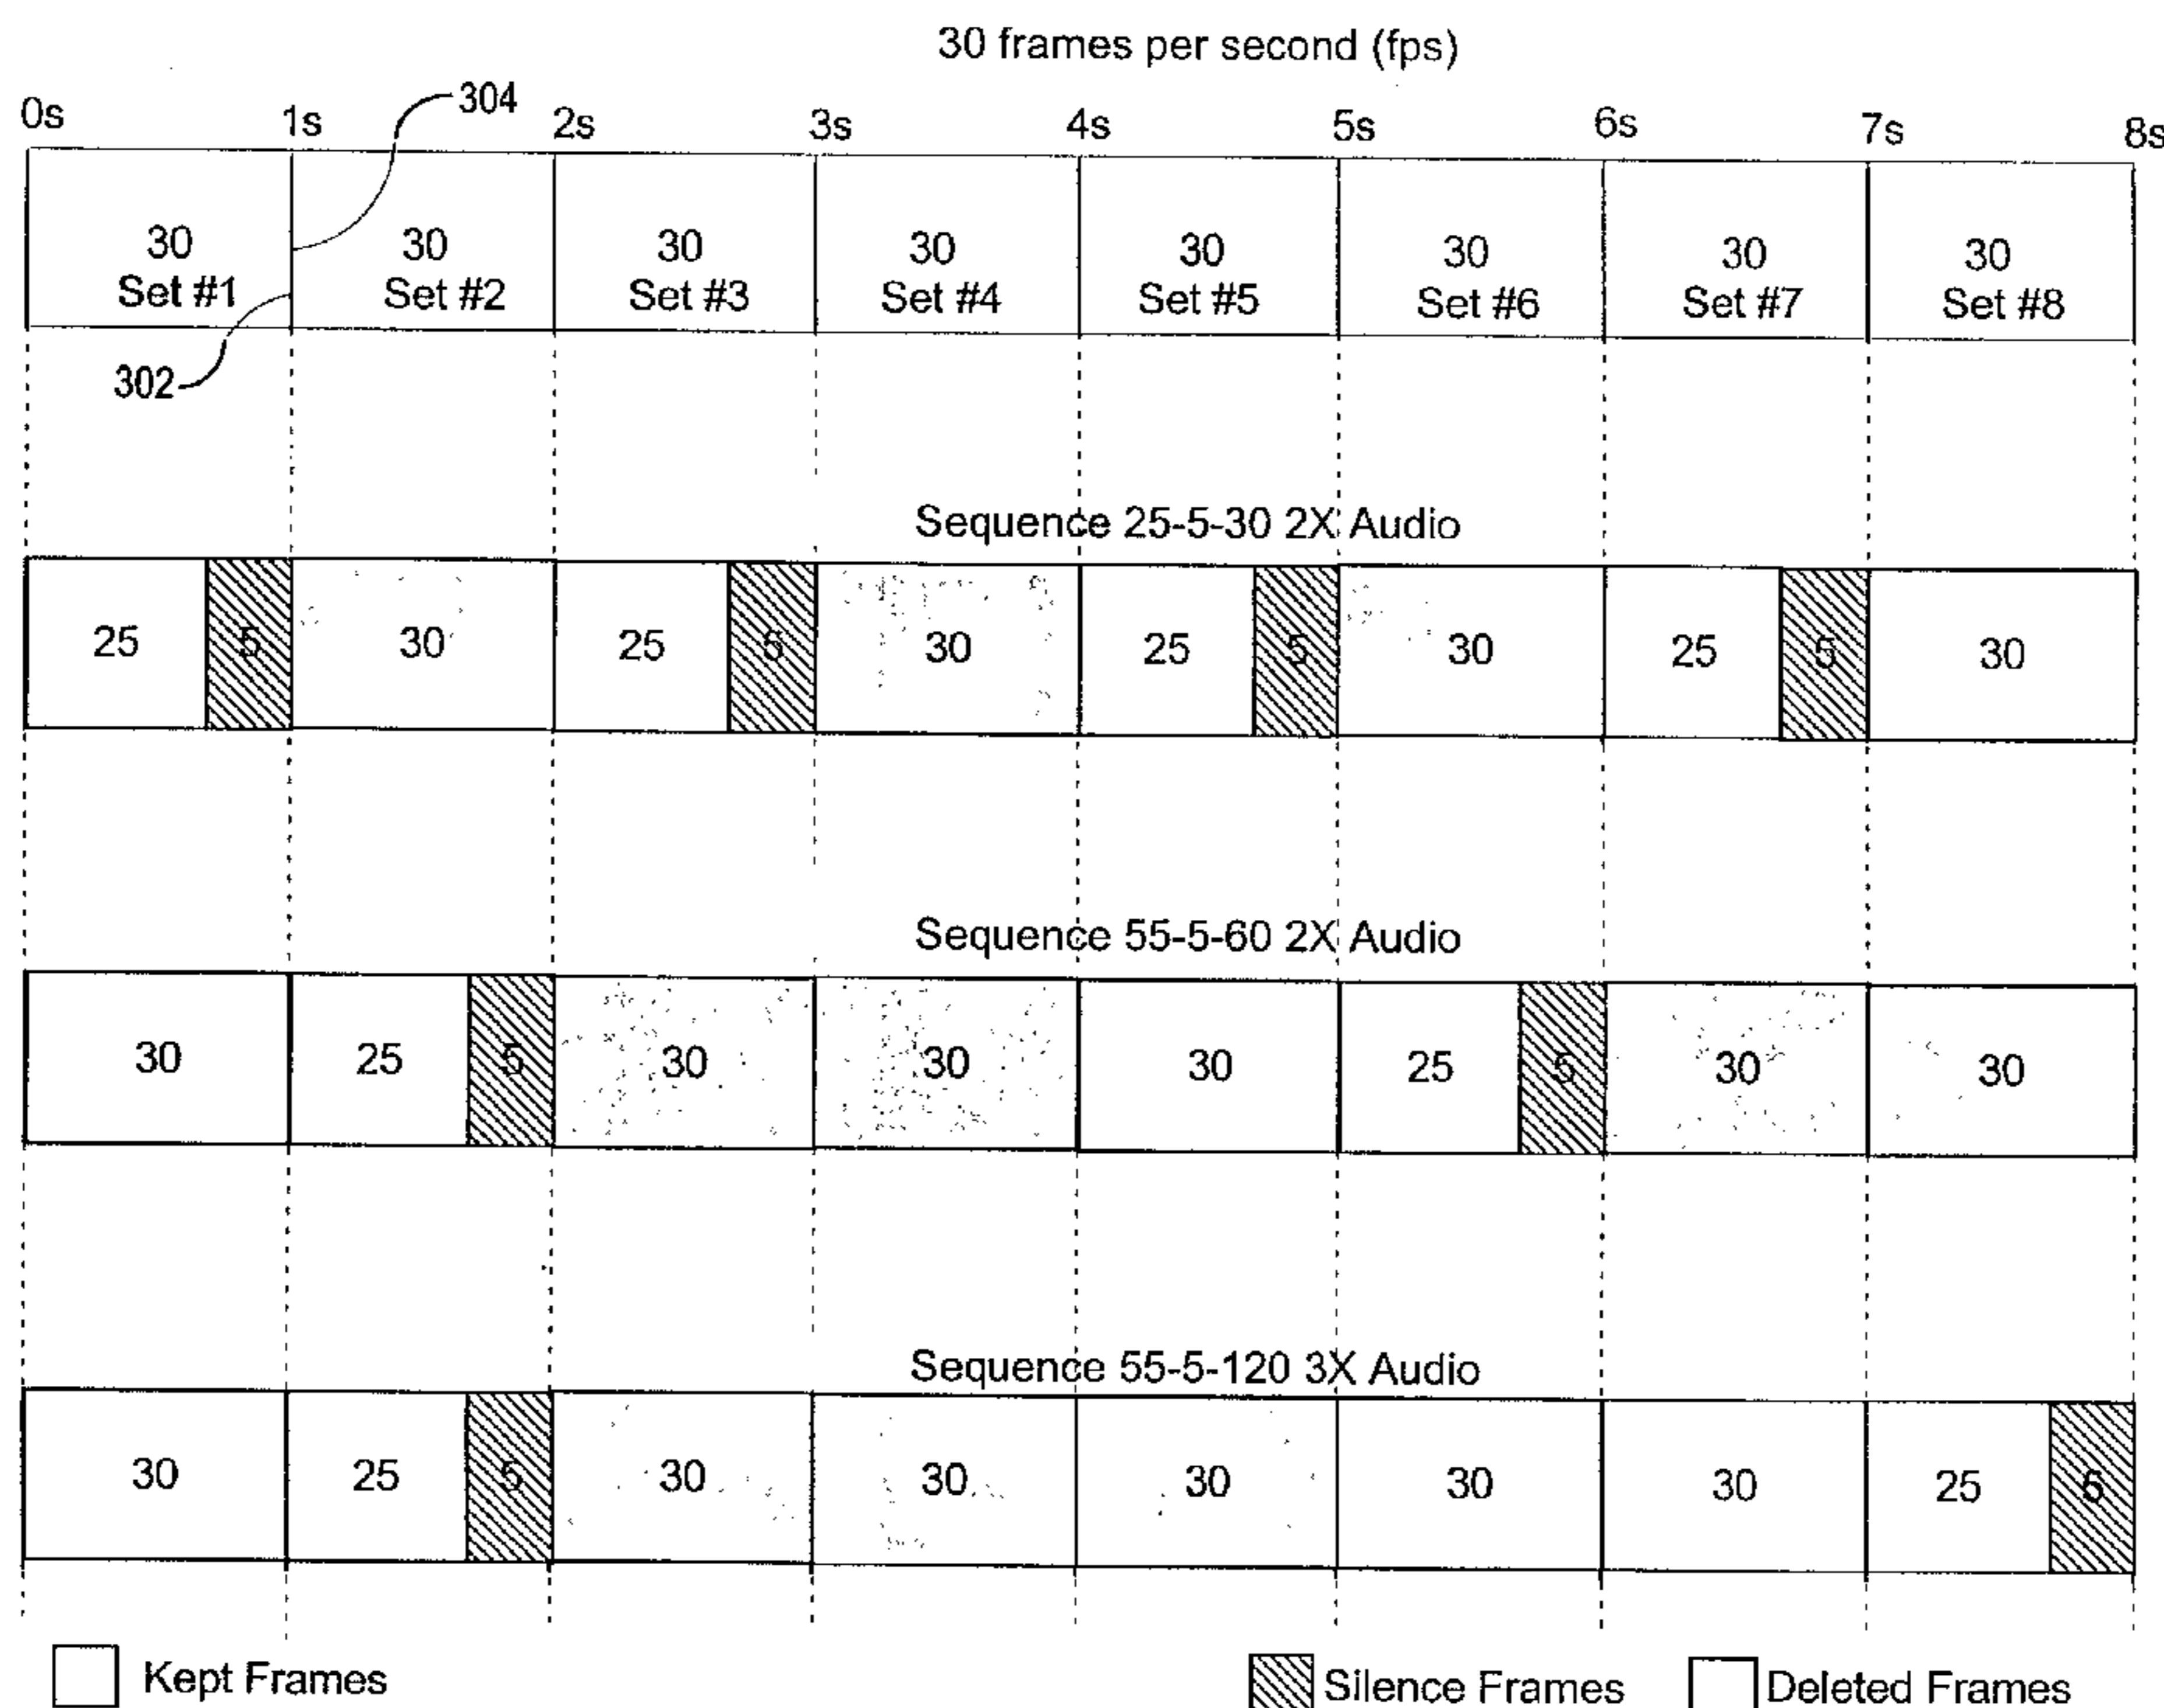 30 frames per second (fps)
304
0s 1s 2s 3s 4s 5s 6s 7s 8s
30 30 30 30 30 30 30 30
Set #1 Set #2 Set #3 Set #4 Set #5 Set #6 Set #7 Set #8
302
Sequence 25-5-30 2X Audio
25 5 30 25 5 30 25 5 30 25 5 30
Sequence 55-5-60 2X Audio
30 25 5 30 30 30 25 5 30 30
Sequence 55-5-120 3X Audio
30 25 5 30 30 30 30 30 25 5
Kept Frames Silence Frames Deleted Frames